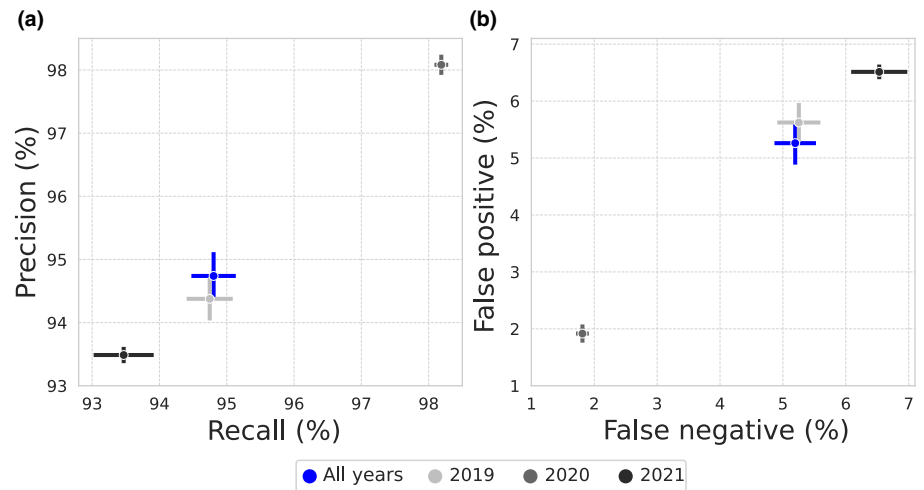 (a)
(b)
98
97
96
95
94
93
Precision (%)
93 94 95 96 97 98
Recall (%)
7
6
5
4
3
2
1
False positive (%)
1 2 3 4 5 6 7
False negative (%)
All years 2019 2020 2021